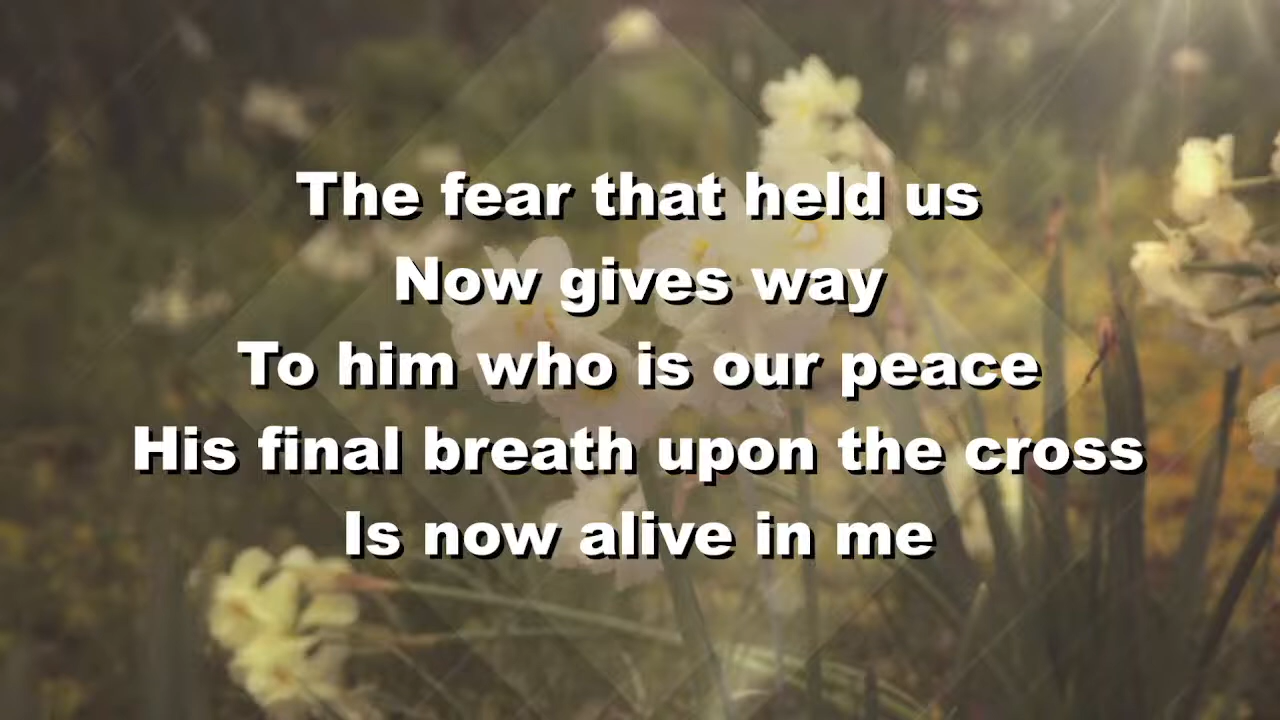 The fear that held us
Now gives way
To him who is our peace
His final breath upon the cross
Is now alive in me